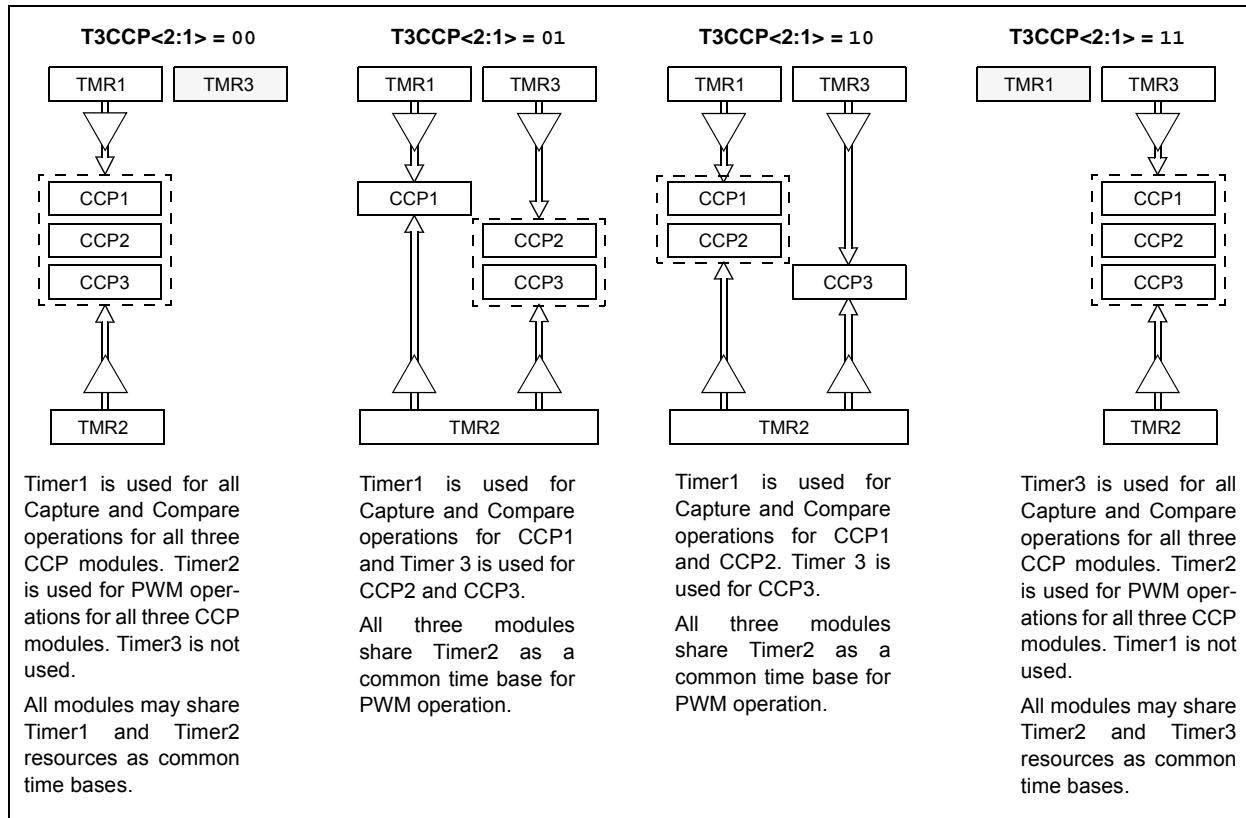 T3CCP<2:1> = 00
TMR1
TMR3
CCP1
CCP2
CCP3
TMR2
Timer1 is used for all
Capture and Compare
operations for all three
CCP modules. Timer2
is used for PWM oper-
ations for all three CCP
modules. Timer3 is not
used.
All modules may share
Timer1 and Timer2
resources as common
time bases.
T3CCP<2:1> = 01
TMR1
TMR3
CCP1
CCP2
CCP3
TMR2
Timer1 is used for
Capture and Compare
operations for CCP1
and Timer 3 is used for
CCP2 and CCP3.
All three modules
share Timer2 as a
common time base for
PWM operation.
T3CCP<2:1> = 10
TMR1
TMR3
CCP1
CCP2
CCP3
TMR2
Timer1 is used for
Capture and Compare
operations for CCP1
and CCP2. Timer 3 is
used for CCP3.
All three modules
share Timer2 as a
common time base for
PWM operation.
T3CCP<2:1> = 11
TMR1
TMR3
CCP1
CCP2
CCP3
TMR2
Timer3 is used for all
Capture and Compare
operations for all three
CCP modules. Timer2
is used for PWM oper-
ations for all three CCP
modules. Timer1 is not
used.
All modules may share
Timer2 and Timer3
resources as common
time bases.